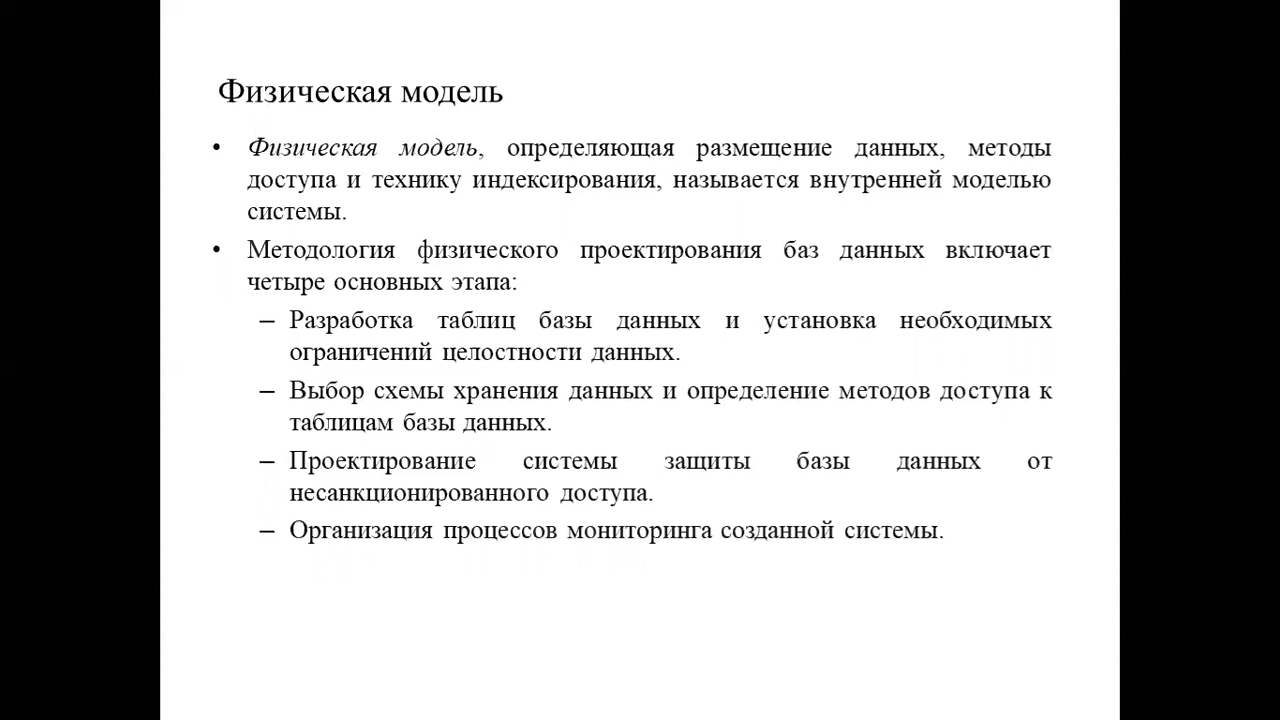 Физическая модель
• Физическая модель, определяющая размещение данных, методы
доступа и технику индексирования, называется внутренней моделью
системы.
• Методология физического проектирования баз данных включает
четыре основных этапа:
– Разработка таблиц базы данных и установка необходимых
ограничений целостности данных.
– Выбор схемы хранения данных и определение методов доступа к
таблицам базы данных.
– Проектирование системы защиты базы данных от
несанкционированного доступа.
– Организация процессов мониторинга созданной системы.